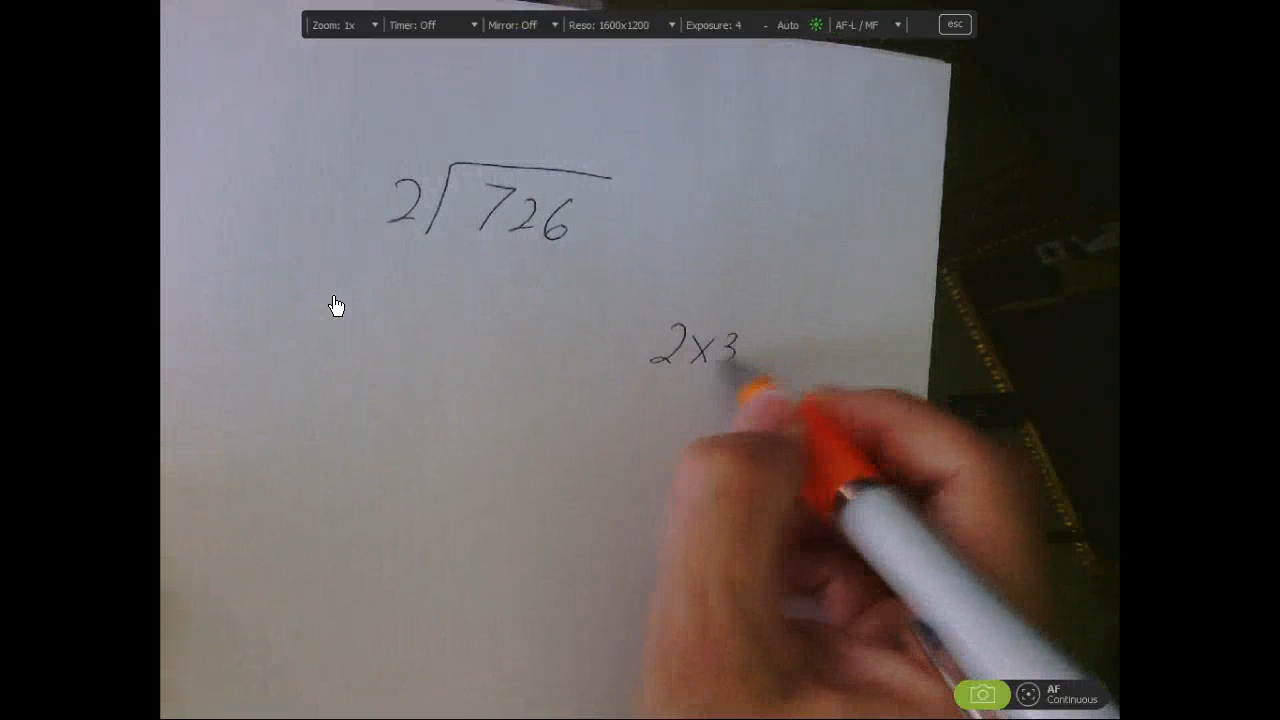 Zoom: 1x Timer: Off Mirror: Off Reso: 1600x1200 Exposure: 4 - Auto AF-L / MF esc
2⟌726
2x3
AF
Continuous